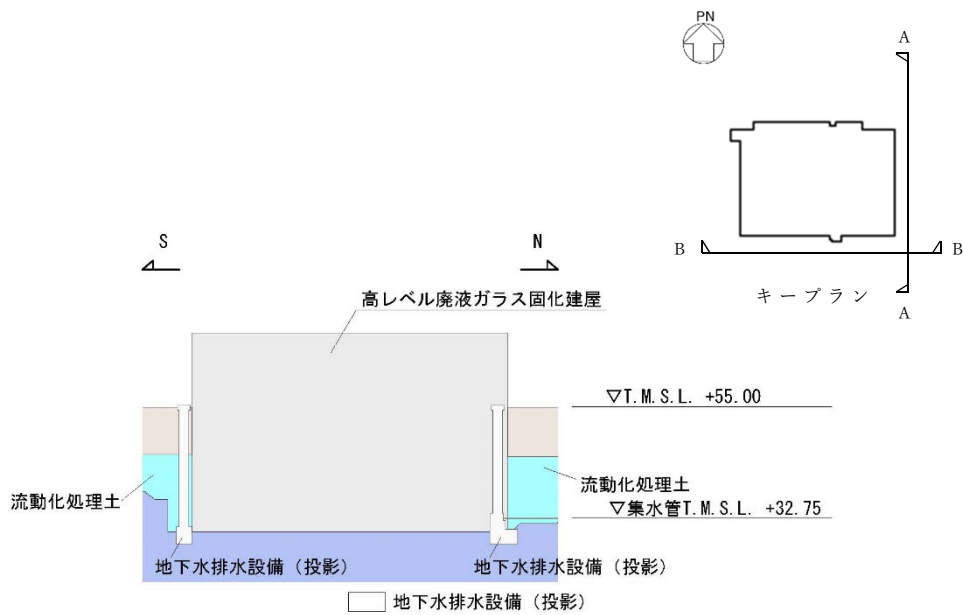 PN
A
B
B
キープラン
A
S
N
高レベル廃液ガラス固化建屋
▽T.M.S.L. +55.00
流動化処理土
流動化処理土
▽集水管T.M.S.L. +32.75
地下水排水設備（投影）
地下水排水設備（投影）
地下水排水設備（投影）